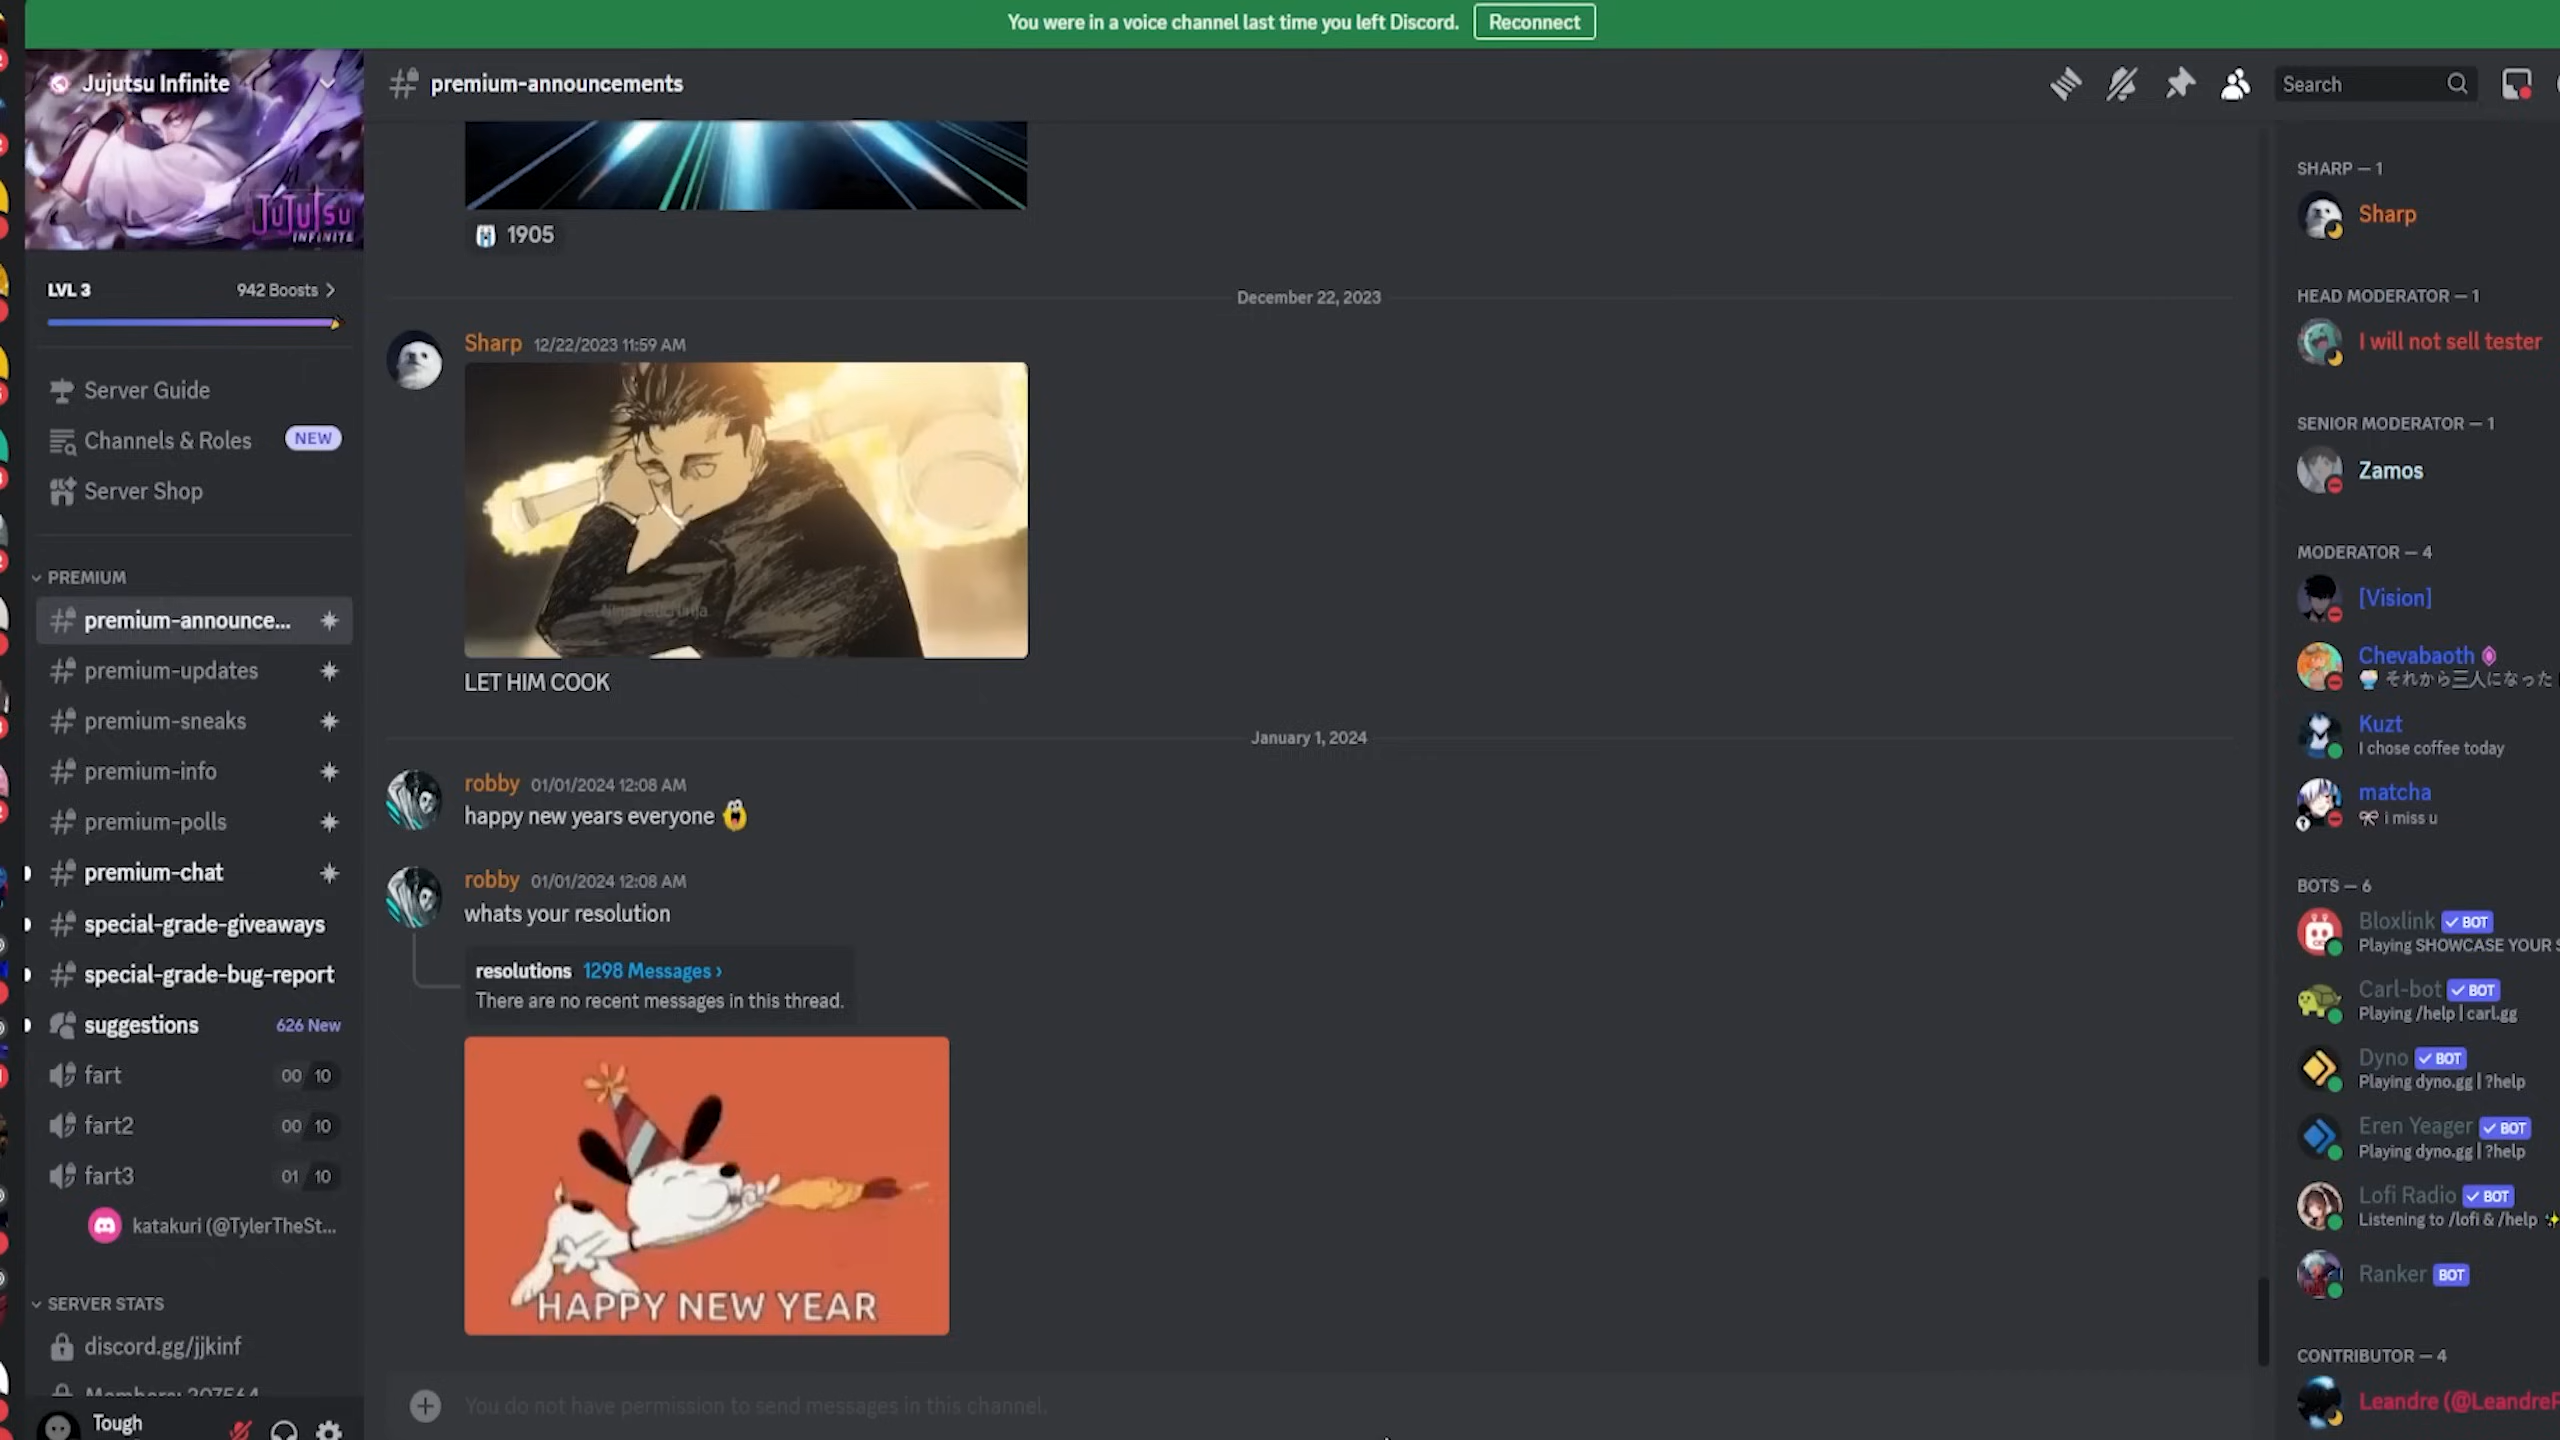 You were in a voice channel last time you left Discord. Reconnect
Jujutsu Infinite
JUJUTSU
INFINITE
LVL 3 942 Boosts
Server Guide
Channels & Roles NEW
Server Shop
PREMIUM
premium-announce...
premium-updates
premium-sneaks
premium-info
premium-polls
premium-chat
special-grade-giveaways
special-grade-bug-report
suggestions 626 New
fart 00 10
fart2 00 10
fart3 01 10
katakuri (@TylerTheSt...
SERVER STATS
discord.gg/jjkinf
Members: 207564
Tough
premium-announcements
Search
1905
December 22, 2023
Sharp 12/22/2023 11:59 AM
LET HIM COOK
January 1, 2024
robby 01/01/2024 12:08 AM
happy new years everyone
robby 01/01/2024 12:08 AM
whats your resolution
resolutions 1298 Messages ›
There are no recent messages in this thread.
HAPPY NEW YEAR
You do not have permission to send messages in this channel.
SHARP — 1
Sharp
HEAD MODERATOR — 1
I will not sell tester
SENIOR MODERATOR — 1
Zamos
MODERATOR — 4
[Vision]
Chevabaoth
それから三人になった
Kuzt
I chose coffee today
matcha
i miss u
BOTS — 6
Bloxlink BOT
Playing SHOWCASE YOUR S
Carl-bot BOT
Playing /help | carl.gg
Dyno BOT
Playing dyno.gg | ?help
Eren Yeager BOT
Playing dyno.gg | ?help
Lofi Radio BOT
Listening to /lofi & /help
Ranker BOT
CONTRIBUTOR — 4
Leandre (@LeandreF